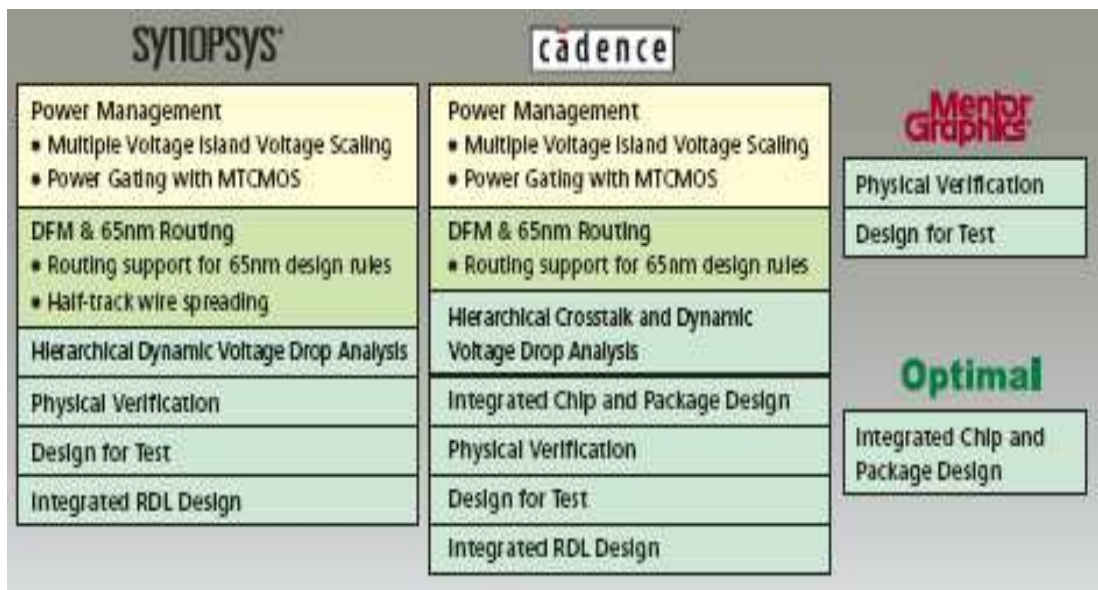 SYNOPSYS
Power Management
• Multiple Voltage Island Voltage Scaling
• Power Gating with MTCMOS
DFM & 65nm Routing
• Routing support for 65nm design rules
• Half-track wire spreading
Hierarchical Dynamic Voltage Drop Analysis
Physical Verification
Design for Test
Integrated RDL Design
cādence
Power Management
• Multiple Voltage Island Voltage Scaling
• Power Gating with MTCMOS
DFM & 65nm Routing
• Routing support for 65nm design rules
Hierarchical Crosstalk and Dynamic
Voltage Drop Analysis
Integrated Chip and Package Design
Physical Verification
Design for Test
Integrated RDL Design
Mentor
Graphics
Physical Verification
Design for Test
Optimal
Integrated Chip and
Package Design